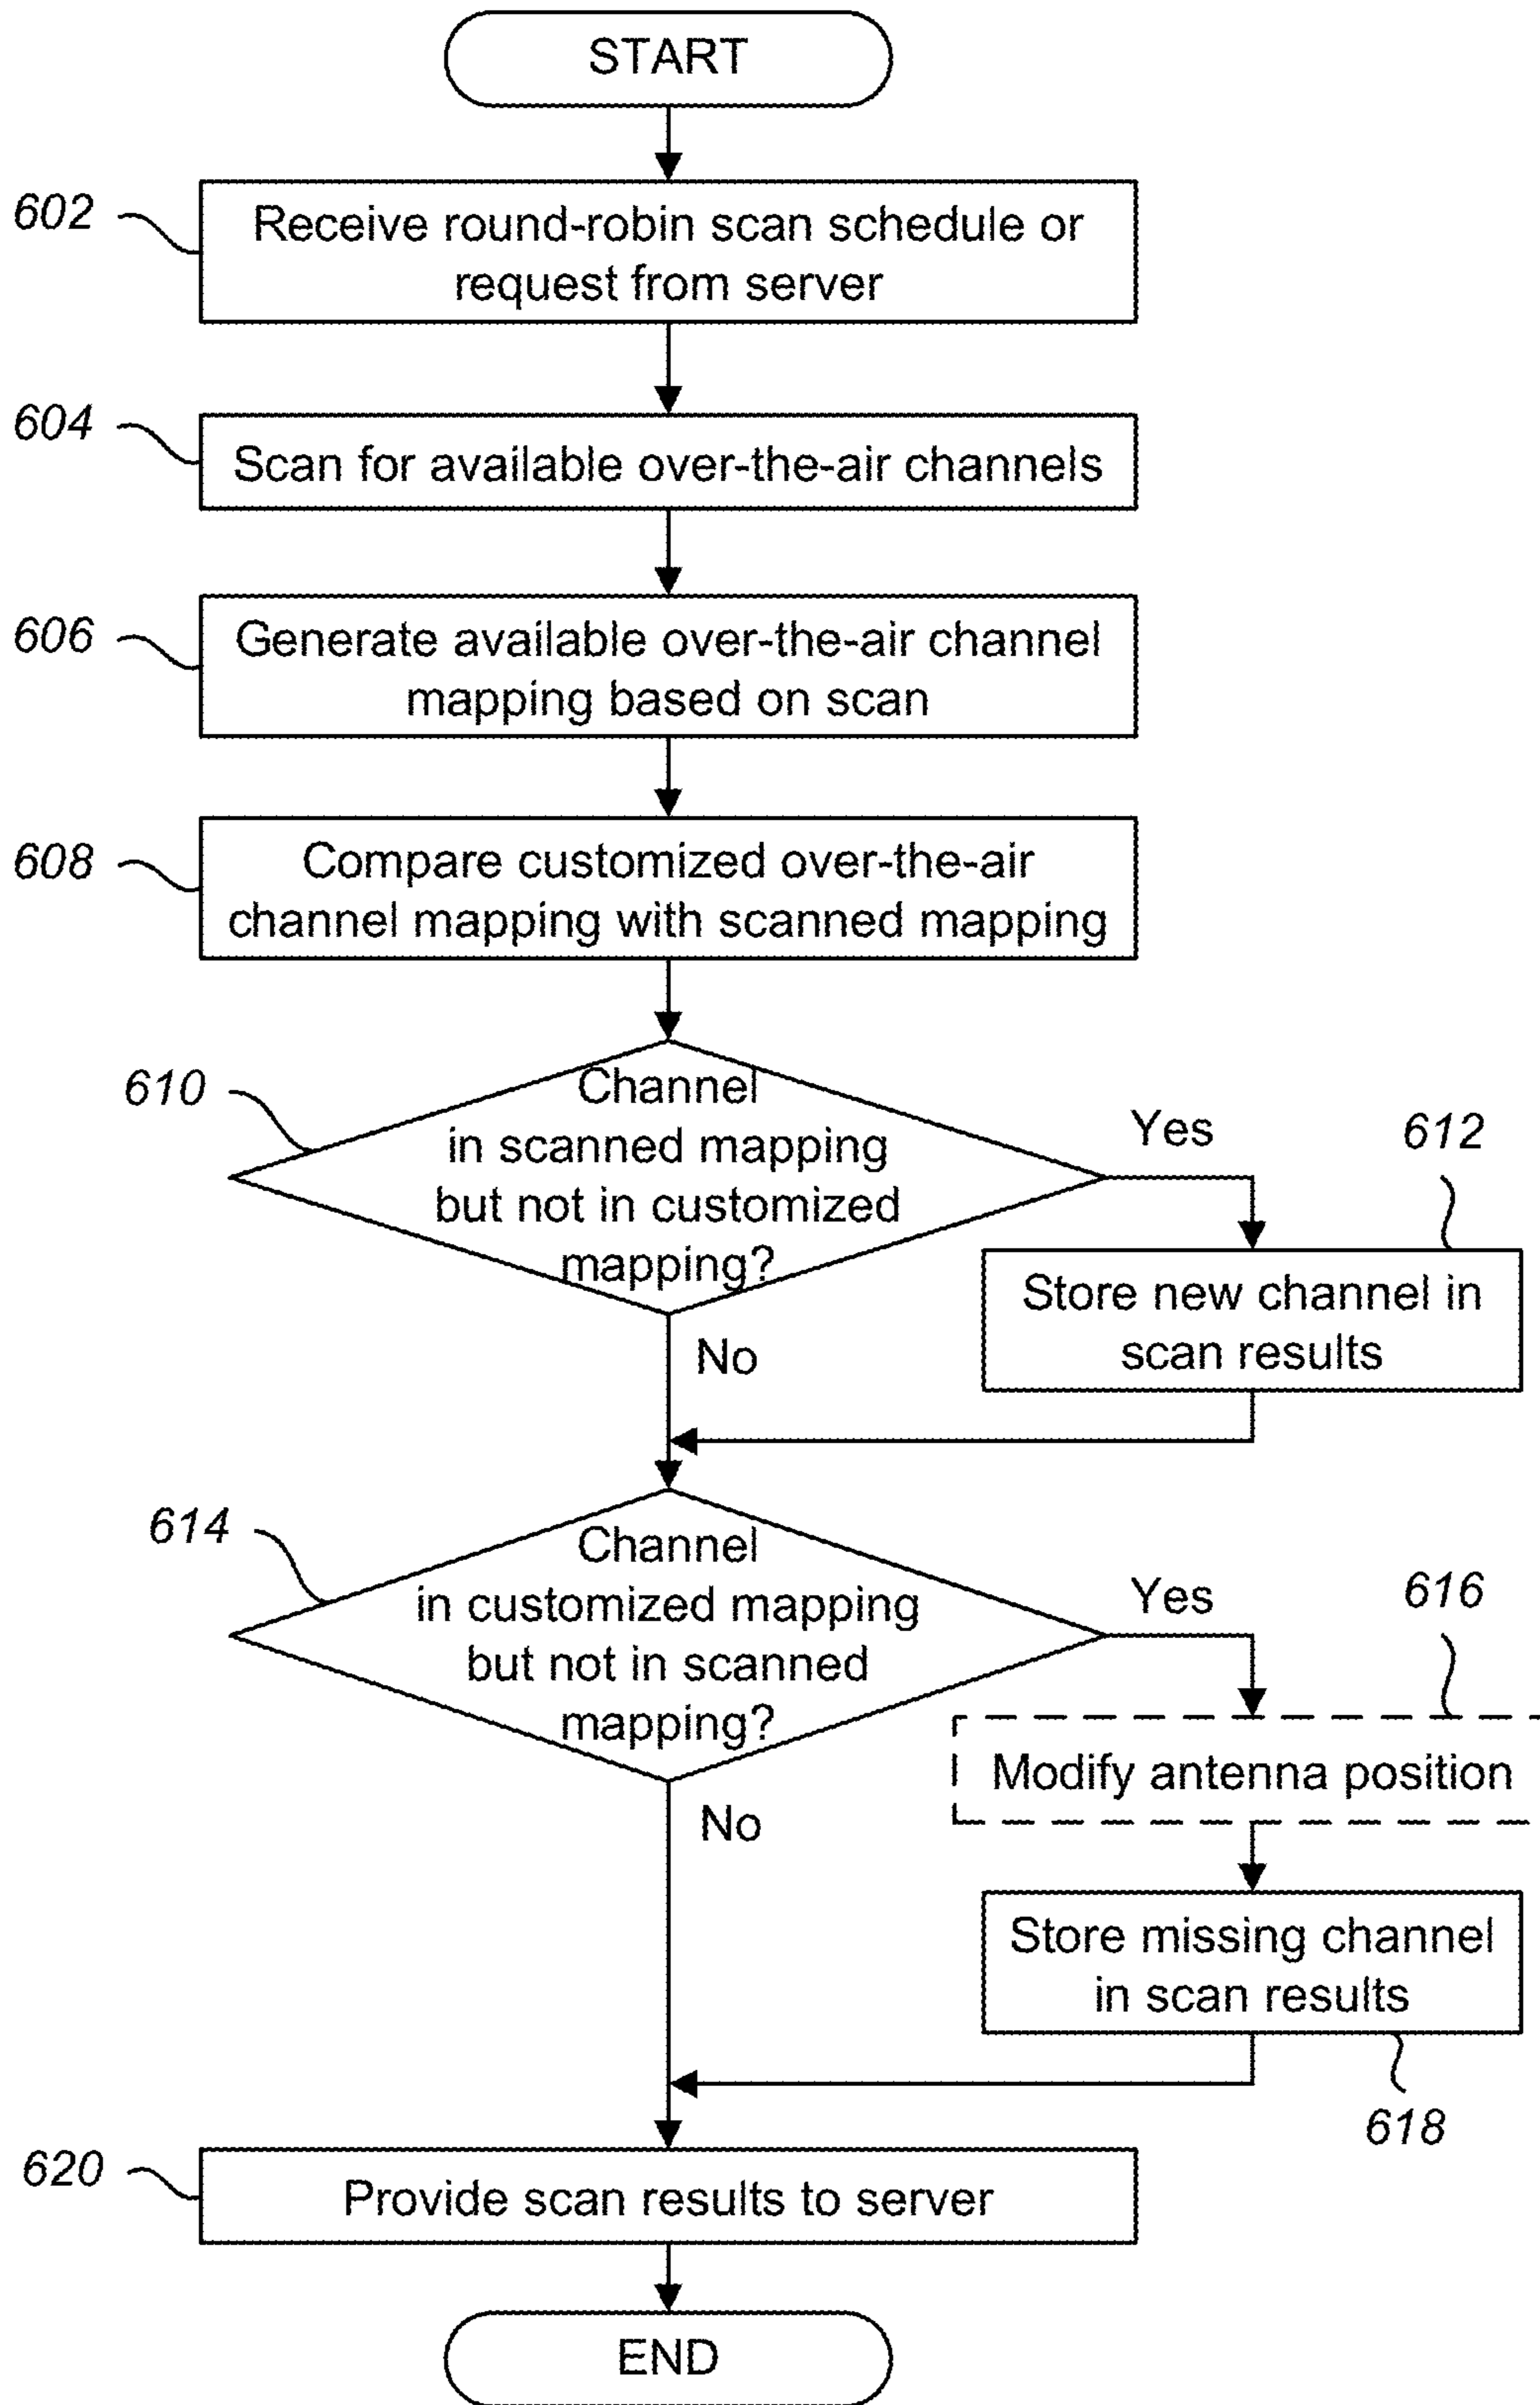 START
602
Receive round-robin scan schedule or
request from server
604
Scan for available over-the-air channels
606
Generate available over-the-air channel
mapping based on scan
608
Compare customized over-the-air
channel mapping with scanned mapping
610
Channel
in scanned mapping
but not in customized
mapping?
Yes
612
Store new channel in
scan results
No
614
Channel
in customized mapping
but not in scanned
mapping?
Yes
616
Modify antenna position
No
Store missing channel
in scan results
618
620
Provide scan results to server
END